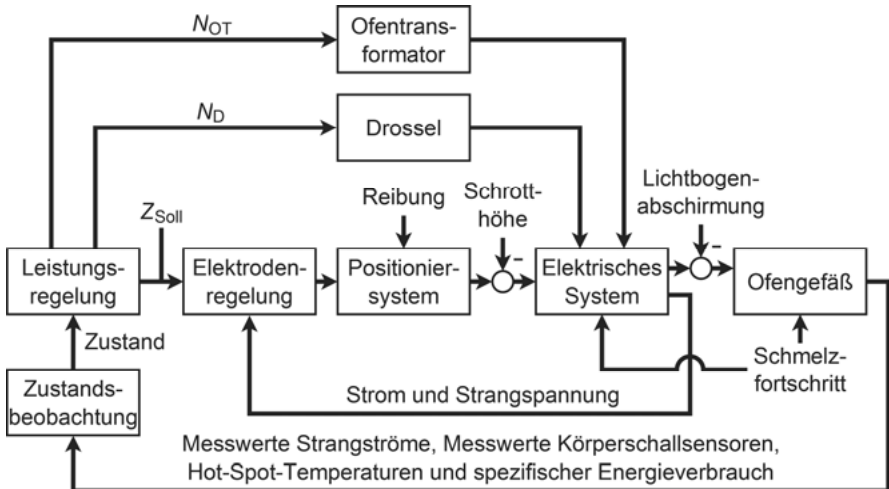 N_OT
Ofentrans-
formator
N_D
Drossel
Lichtbogen-
abschirmung
Schrott-
höhe
Reibung
Z_Soll
Leistungs-
regelung
Elektroden-
regelung
Positionier-
system
-
Elektrisches
System
-
Ofengefäß
Zustand
Schmelz-
fortschritt
Zustands-
beobachtung
Strom und Strangspannung
Messwerte Strangströme, Messwerte Körperschallsensoren,
Hot-Spot-Temperaturen und spezifischer Energieverbrauch